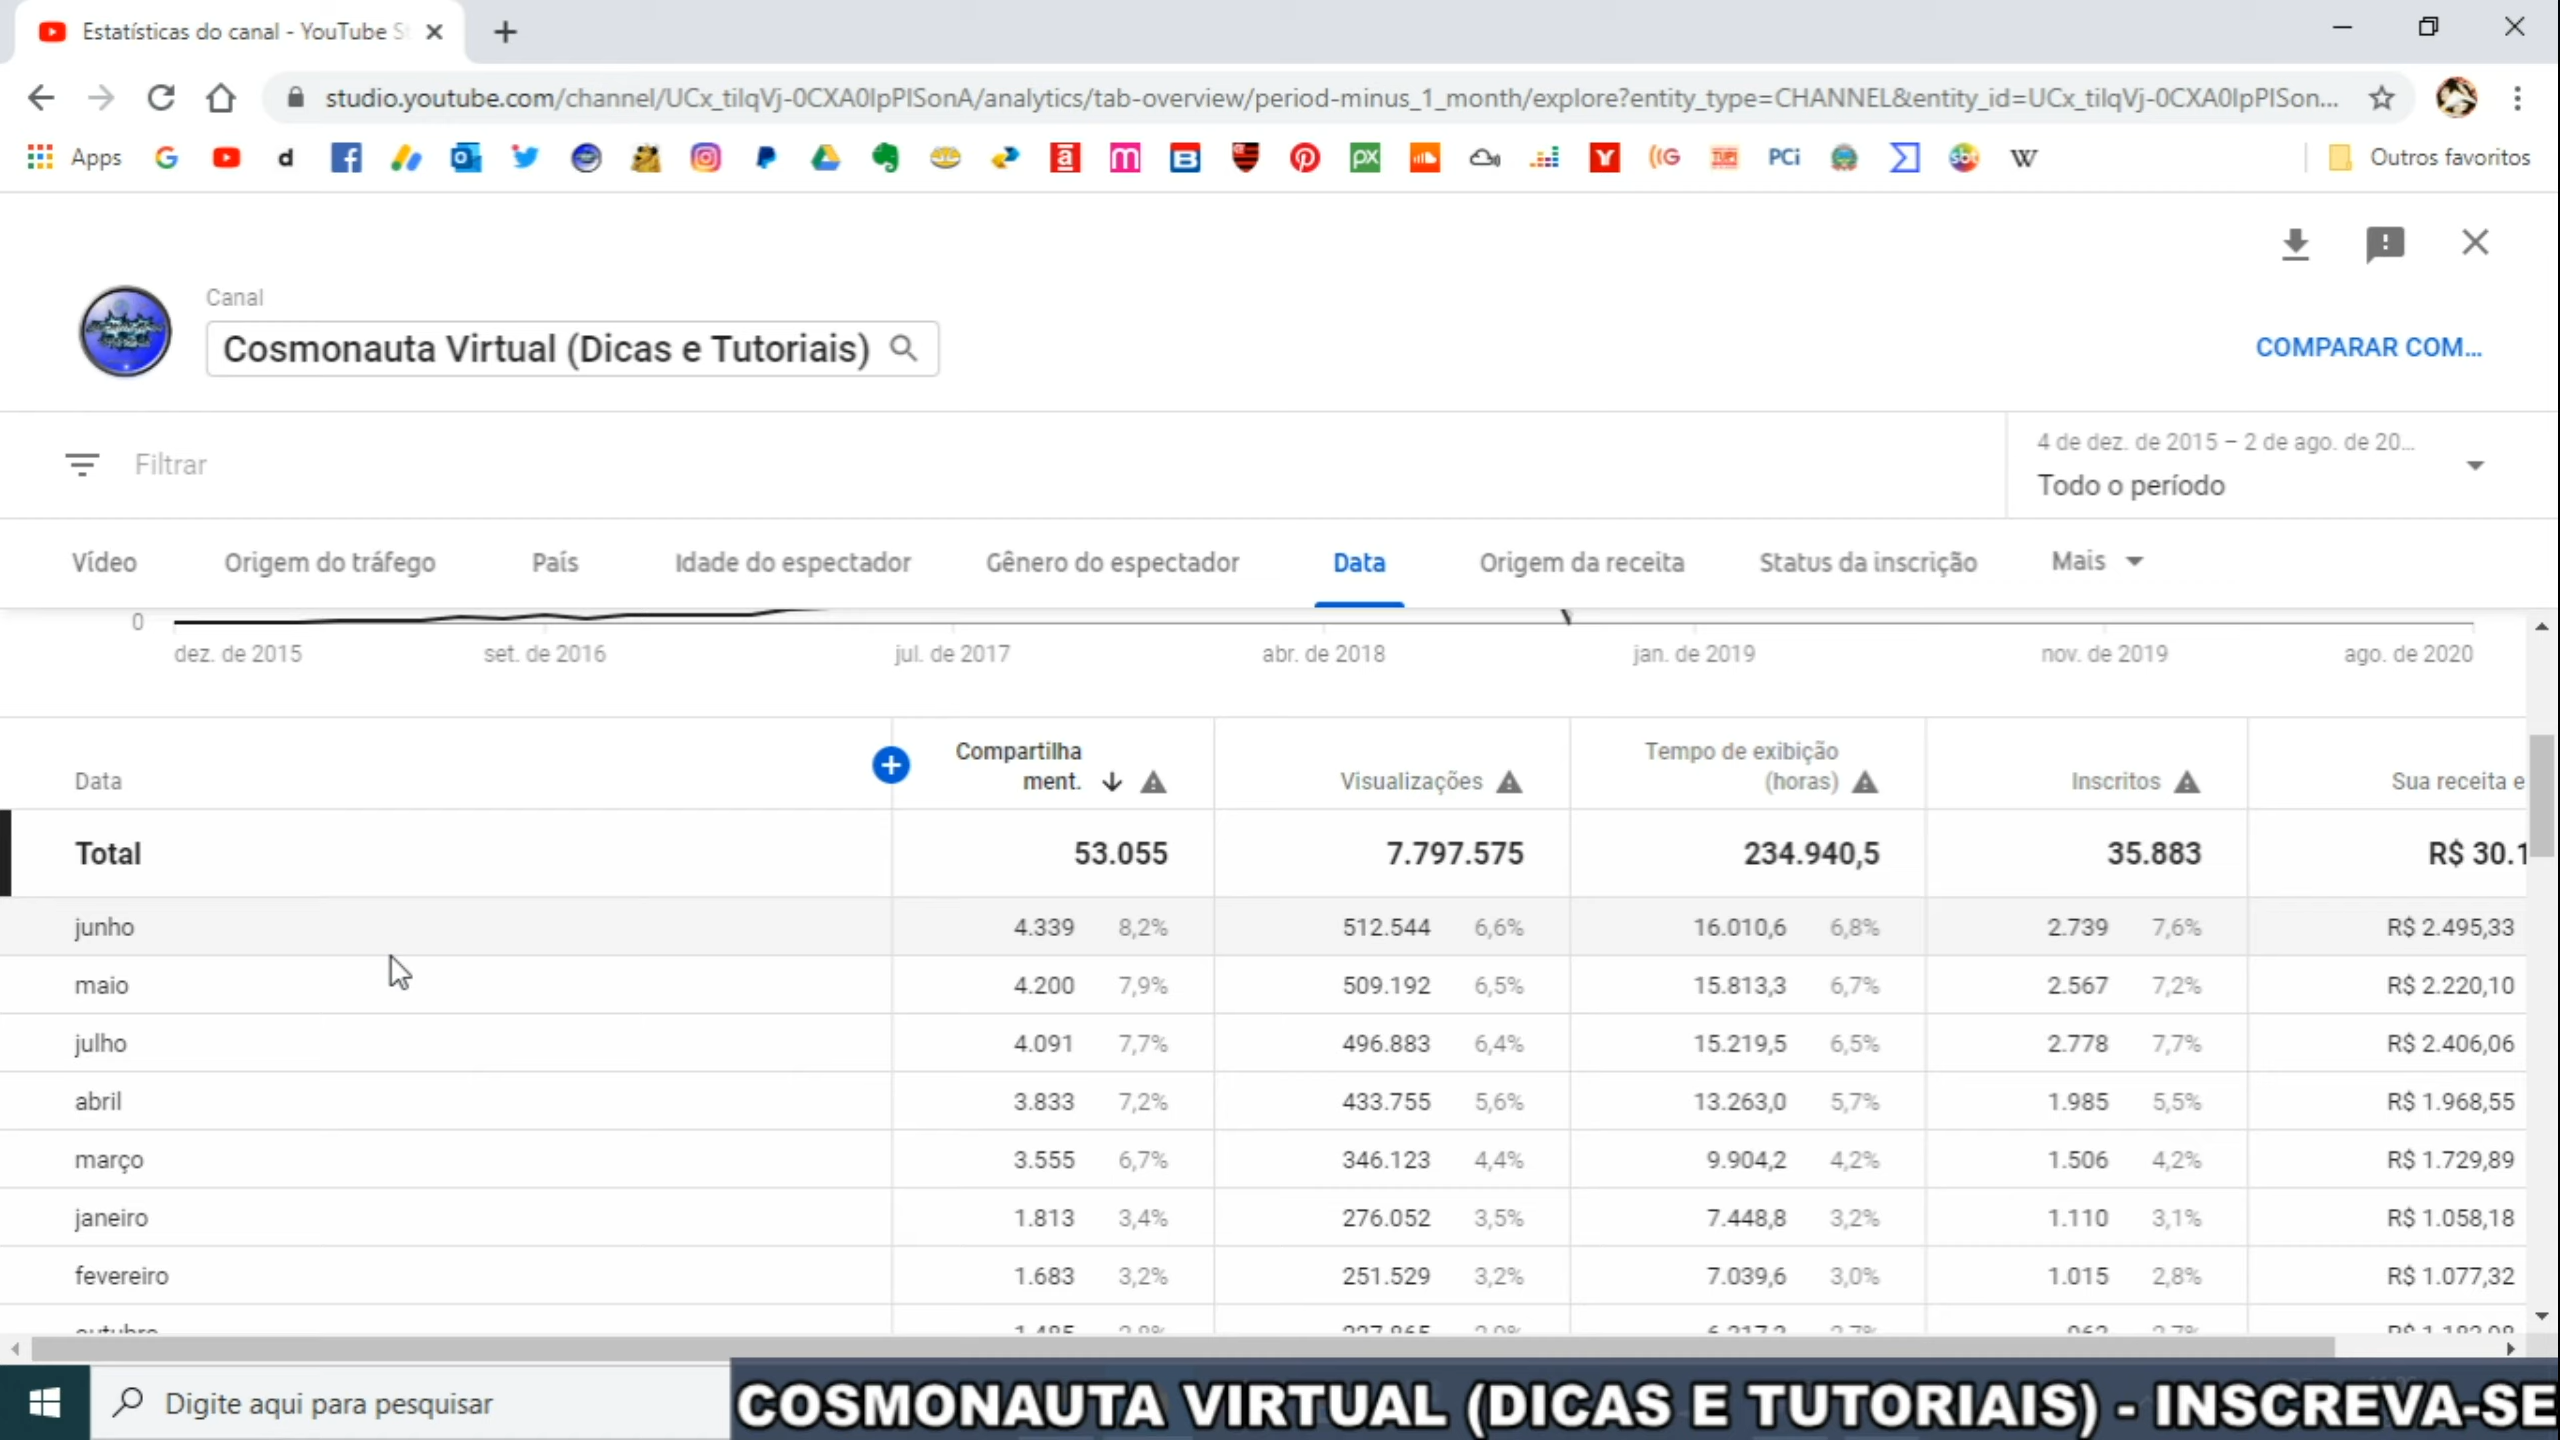 Estatísticas do canal - YouTube St
studio.youtube.com/channel/UCx_tilqVj-0CXA0IpPISonA/analytics/tab-overview/period-minus_1_month/explore?entity_type=CHANNEL&entity_id=UCx_tilqVj-0CXA0IpPISon...
Apps
Outros favoritos
Canal
Cosmonauta Virtual (Dicas e Tutoriais)
COMPARAR COM...
Filtrar
4 de dez. de 2015 – 2 de ago. de 20...
Todo o período
Vídeo Origem do tráfego País Idade do espectador Gênero do espectador Data Origem da receita Status da inscrição Mais
0
dez. de 2015 set. de 2016 jul. de 2017 abr. de 2018 jan. de 2019 nov. de 2019 ago. de 2020
Data Compartilha ment. Visualizações Tempo de exibição (horas) Inscritos Sua receita e
Total 53.055 7.797.575 234.940,5 35.883 R$ 30.1
junho 4.339 8,2% 512.544 6,6% 16.010,6 6,8% 2.739 7,6% R$ 2.495,33
maio 4.200 7,9% 509.192 6,5% 15.813,3 6,7% 2.567 7,2% R$ 2.220,10
julho 4.091 7,7% 496.883 6,4% 15.219,5 6,5% 2.778 7,7% R$ 2.406,06
abril 3.833 7,2% 433.755 5,6% 13.263,0 5,7% 1.985 5,5% R$ 1.968,55
março 3.555 6,7% 346.123 4,4% 9.904,2 4,2% 1.506 4,2% R$ 1.729,89
janeiro 1.813 3,4% 276.052 3,5% 7.448,8 3,2% 1.110 3,1% R$ 1.058,18
fevereiro 1.683 3,2% 251.529 3,2% 7.039,6 3,0% 1.015 2,8% R$ 1.077,32
outubro
Digite aqui para pesquisar
COSMONAUTA VIRTUAL (DICAS E TUTORIAIS) - INSCREVA-SE